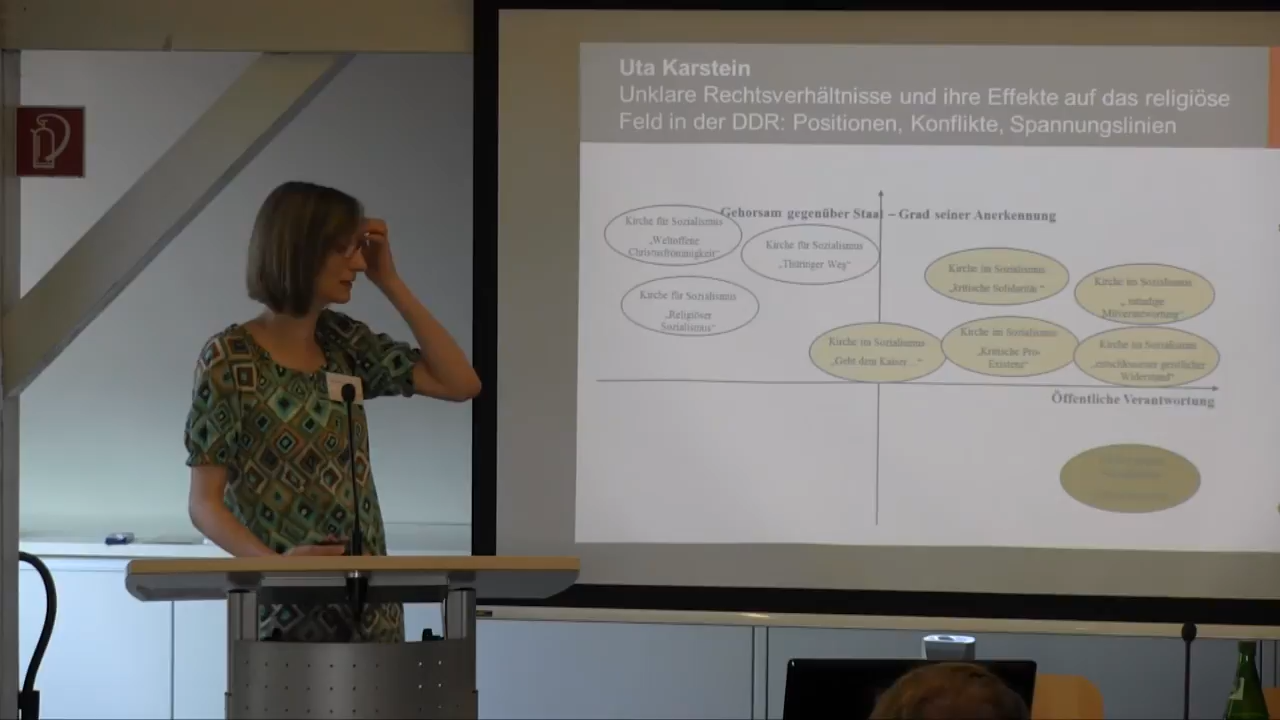 Uta Karstein
Unklare Rechtsverhältnisse und ihre Effekte auf das religiöse
Feld in der DDR: Positionen, Konflikte, Spannungslinien
Gehorsam gegenüber Staat – Grad seiner Anerkennung
Kirche für Sozialismus
„Weltoffene
Christusförmigkeit“
Kirche für Sozialismus
„Thüringer Weg“
Kirche im Sozialismus
„kritische Solidarität“
Kirche im Sozialismus
Mitverantwortung“
Kirche für Sozialismus
„Religiöser
Sozialismus“
Kirche im Sozialismus
„Gebt dem Kaiser...“
Kirche im Sozialismus
„Kritische Pro-
Existenz“
Kirche im Sozialismus
„entschlossener geistlicher
Widerstand“
Öffentliche Verantwortung